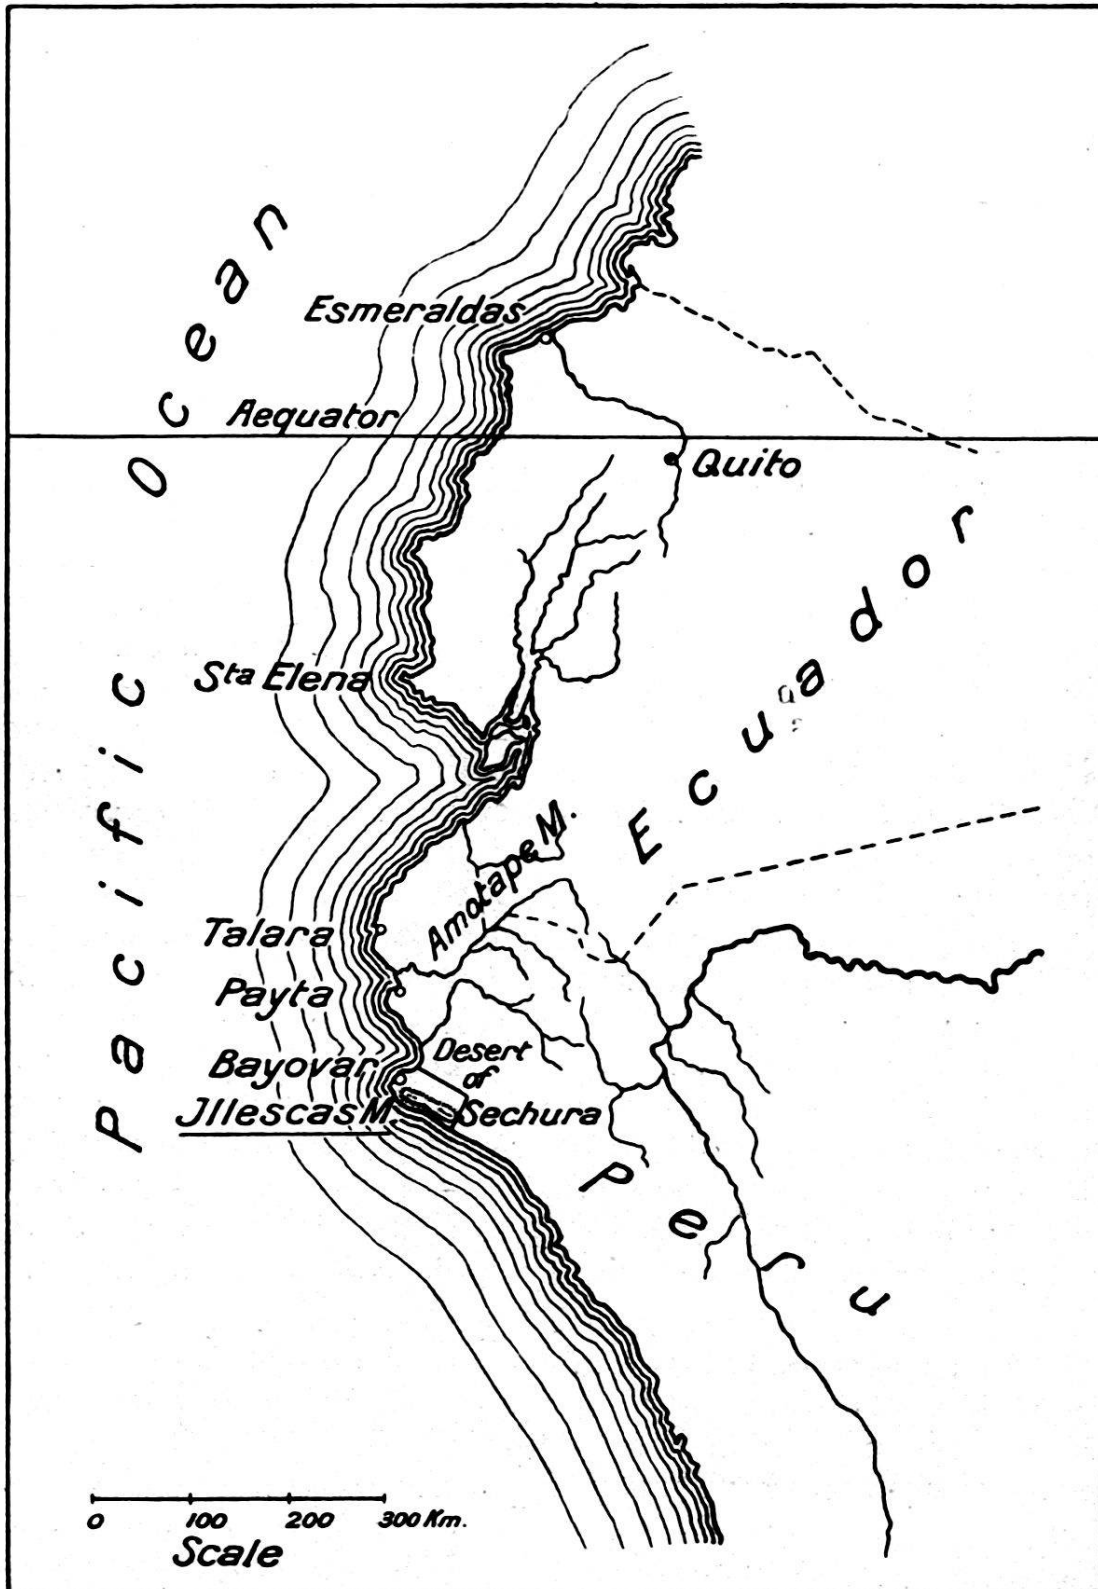 Pacific Ocean
Esmeraldas
Aequator
Quito
Ecuador
Sta Elena
Amotape M.
Talara
Payta
Bayovar
Desert
of
Sechura
Jllescas M.
Peru
0 100 200 300 Km.
Scale